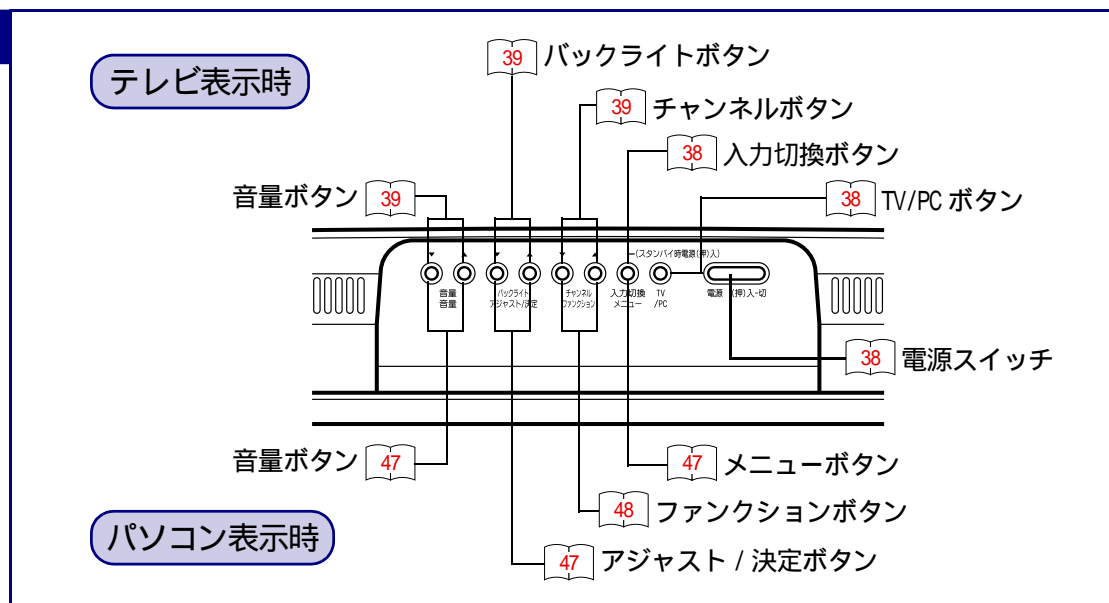 テレビ表示時
39 バックライトボタン
39 チャンネルボタン
38 入力切換ボタン
音量ボタン 39
38 TV/PC ボタン
(スタンバイ時電源(押)入)
音量 バックライト チャンネル 入力切換 TV 電源 (押)入-切
音量 アジャスト/決定 ファンクション メニュー /PC
38 電源スイッチ
音量ボタン 47
47 メニューボタン
48 ファンクションボタン
パソコン表示時
47 アジャスト / 決定ボタン